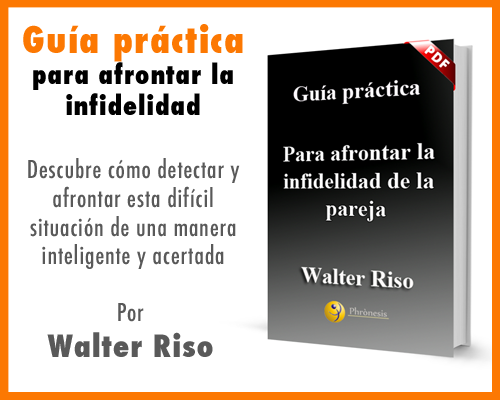 Guía práctica
para afrontar la
infidelidad
Descubre cómo detectar y
afrontar esta difícil
situación de una manera
inteligente y acertada
Por
Walter Riso
PDF
Guía práctica
Para afrontar la
infidelidad de la
pareja
Walter Riso
Phrónesis